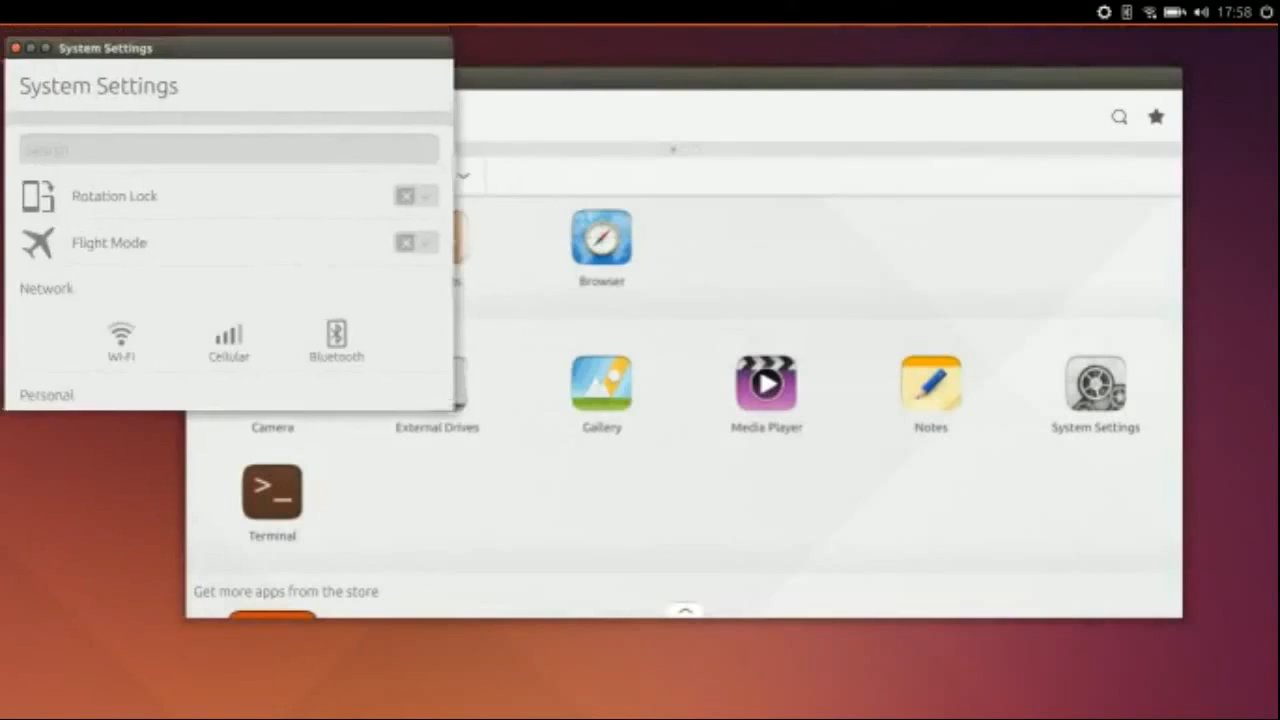 17:58
System Settings
System Settings
Search
Rotation Lock
Flight Mode
Network
Wi-Fi Cellular Bluetooth
Personal
Browser
Camera External Drives Gallery Media Player Notes System Settings
Terminal
Get more apps from the store